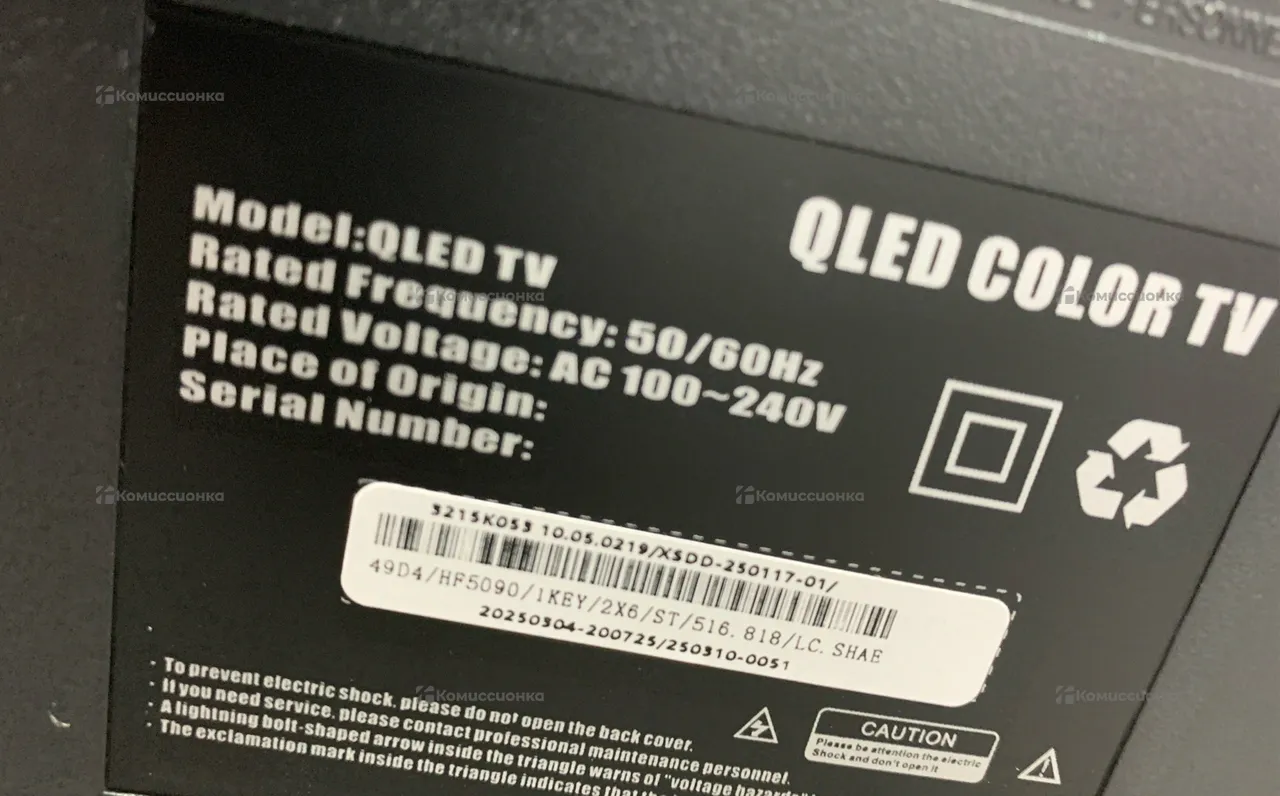 PERSONNE
QLED COLOR TV
Model:QLED TV
Rated Frequency: 50/60Hz
Rated Voltage: AC 100~240V
Place of Origin:
Serial Number:
3215K053 10.05.0219/XSDD-250117-01/
49D4/HF5090/1KEY/2X6/ST/516.818/LC.SHAE
20250304-200725/250310-0051
· To prevent electric shock, please do not open the back cover.
· If you need service, please contact professional maintenance personnel.
· A lightning bolt-shaped arrow inside the triangle warns of "voltage hazards"
· The exclamation mark inside the triangle indicates that the
CAUTION
Please be attention the electric
Shock and don't open it
Комиссионка
Комиссионка
Комиссионка
Комиссионка
Комиссионка
Комиссионка
Комиссионка
Комиссионка